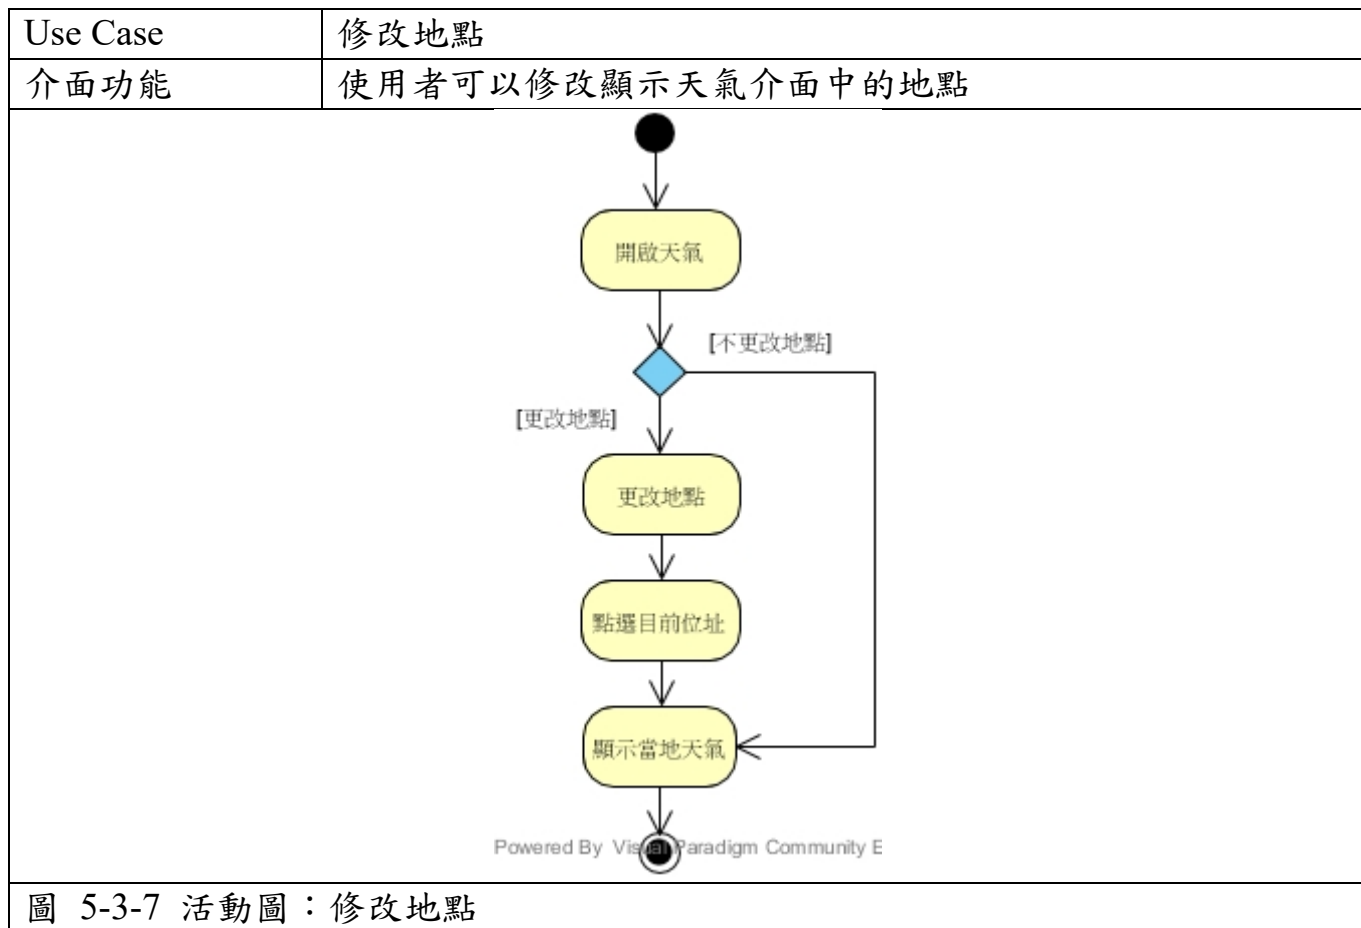 Use Case 修改地點
介面功能 使用者可以修改顯示天氣介面中的地點
開啟天氣
[不更改地點]
[更改地點]
更改地點
點選目前位址
顯示當地天氣
Powered By Visual Paradigm Community E
圖 5-3-7 活動圖：修改地點